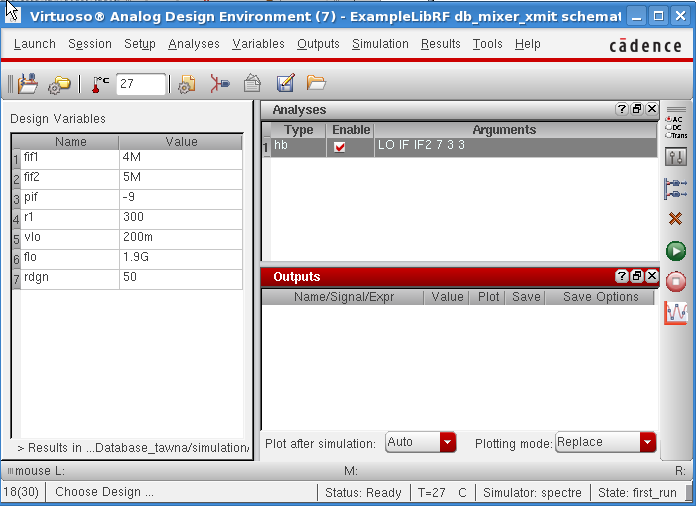 Virtuoso® Analog Design Environment (7) - ExampleLibRF db_mixer_xmit schemat
Launch Session Setup Analyses Variables Outputs Simulation Results Tools Help cādence
°C 27
Design Variables
Name Value
1 fif1 4M
2 fif2 5M
3 pif -9
4 r1 300
5 vlo 200m
6 flo 1.9G
7 rdgn 50
> Results in ...Database_tawna/simulation/
Analyses
Type Enable Arguments
1 hb LO IF IF2 7 3 3
Outputs
Name/Signal/Expr Value Plot Save Save Options
Plot after simulation: Auto Plotting mode: Replace
AC
DC
Trans
mouse L: M: R:
18(30) Choose Design ... Status: Ready T=27 C Simulator: spectre State: first_run